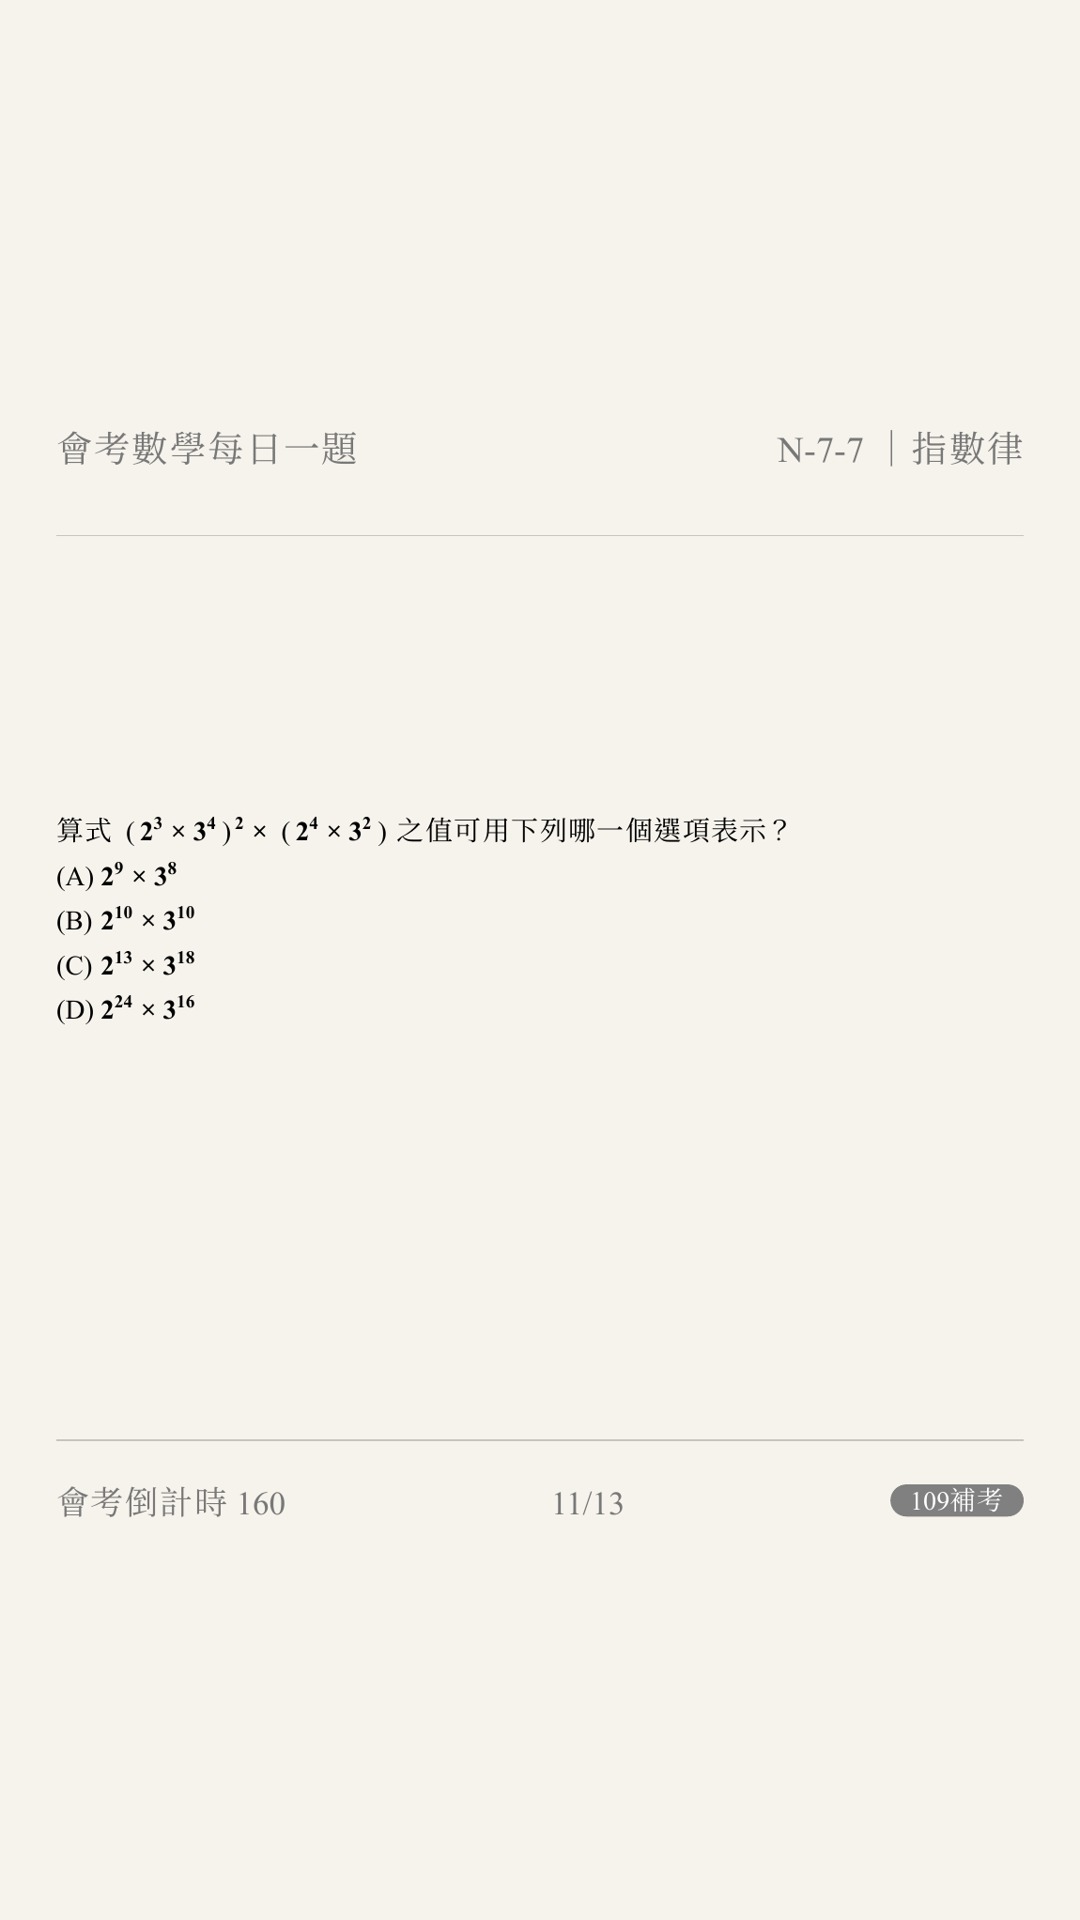 會考數學每日一題
N-7-7 ｜指數律
算式 ( 2³ × 3⁴ )² × ( 2⁴ × 3² ) 之值可用下列哪一個選項表示？
(A) 2⁹ × 3⁸
(B) 2¹⁰ × 3¹⁰
(C) 2¹³ × 3¹⁸
(D) 2²⁴ × 3¹⁶
會考倒計時 160
11/13
109補考